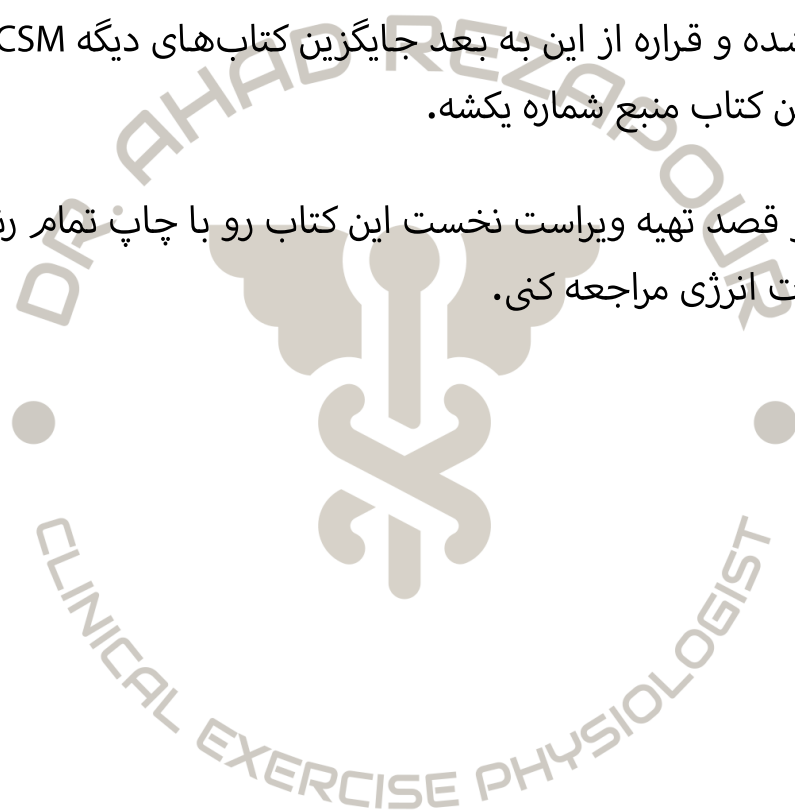 شده و قراره از این به بعد جایگزین کتاب‌های دیگه CSM
کتاب منبع شماره یکشه.
قصد تهیه ویراست نخست این کتاب رو با چاپ تمام
انرژی مراجعه کنی.
DR. AHAD REZAPOUR
CLINICAL EXERCISE PHYSIOLOGIST